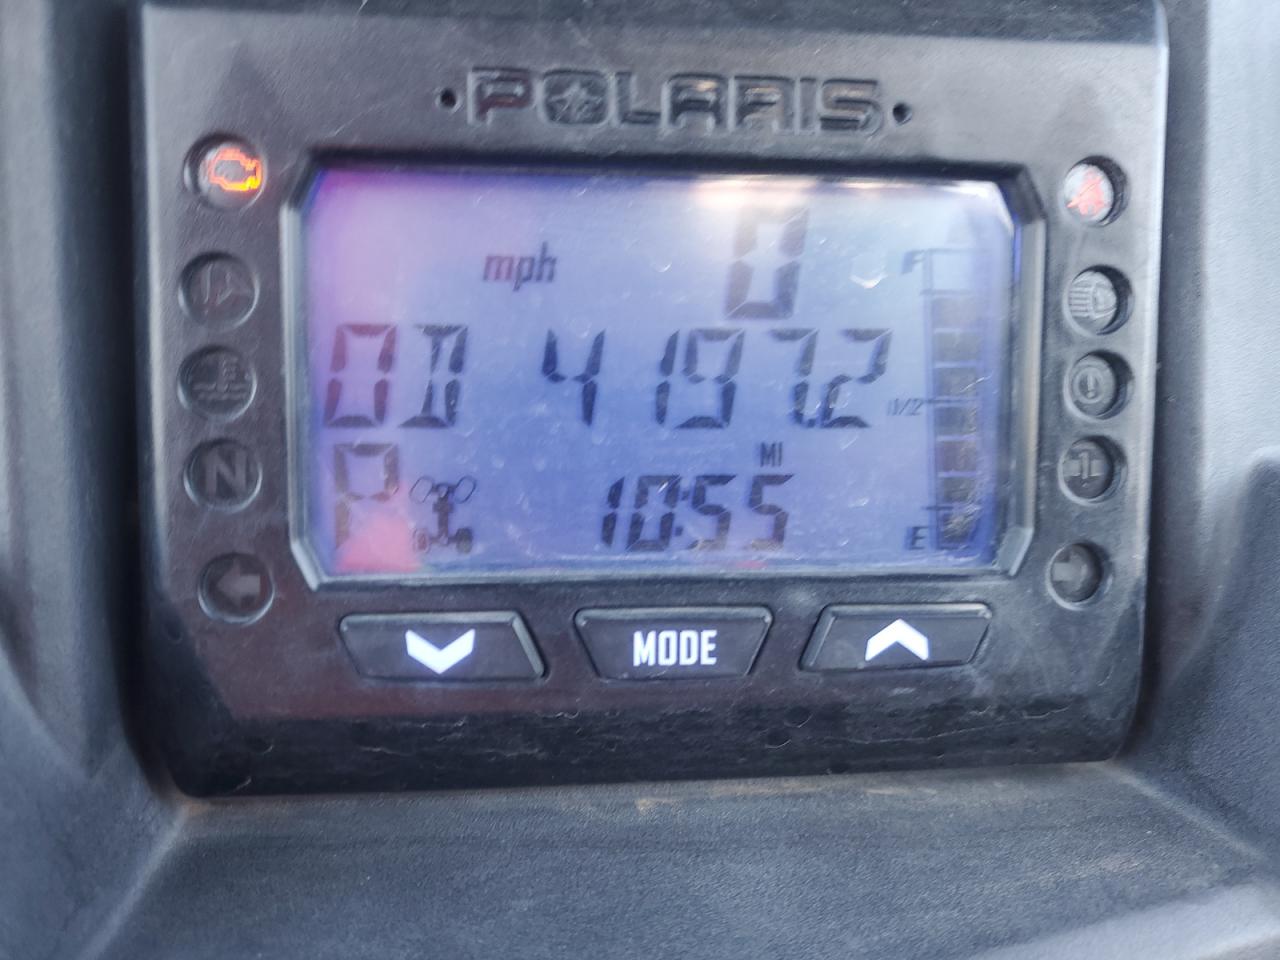 POLARIS
mph 0
F
OD 4197.2
1/2
MI
P 10:55
E
N
MODE